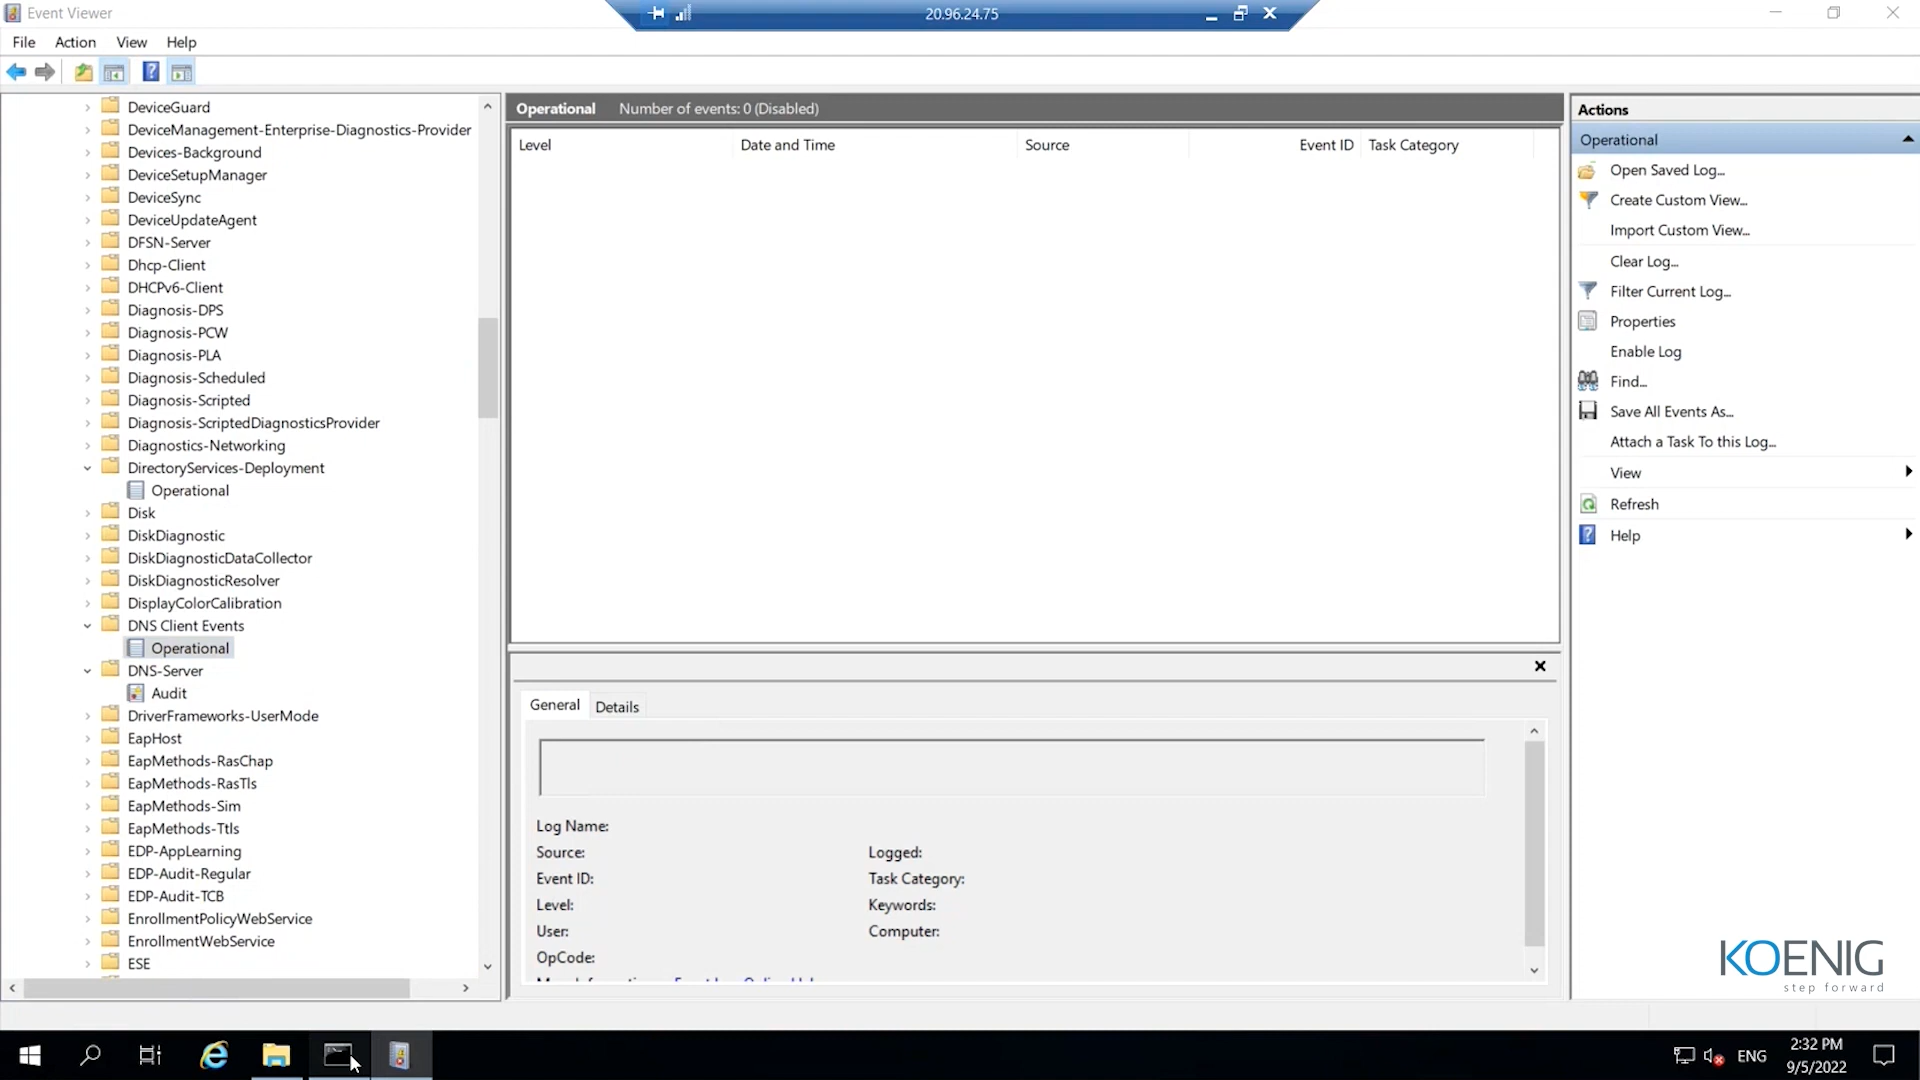 Event Viewer
20.96.24.75
File Action View Help
DeviceGuard
DeviceManagement-Enterprise-Diagnostics-Provider
Devices-Background
DeviceSetupManager
DeviceSync
DeviceUpdateAgent
DFSN-Server
Dhcp-Client
DHCPv6-Client
Diagnosis-DPS
Diagnosis-PCW
Diagnosis-PLA
Diagnosis-Scheduled
Diagnosis-Scripted
Diagnosis-ScriptedDiagnosticsProvider
Diagnostics-Networking
DirectoryServices-Deployment
Operational
Disk
DiskDiagnostic
DiskDiagnosticDataCollector
DiskDiagnosticResolver
DisplayColorCalibration
DNS Client Events
Operational
DNS-Server
Audit
DriverFrameworks-UserMode
EapHost
EapMethods-RasChap
EapMethods-RasTls
EapMethods-Sim
EapMethods-Ttls
EDP-AppLearning
EDP-Audit-Regular
EDP-Audit-TCB
EnrollmentPolicyWebService
EnrollmentWebService
ESE
Operational Number of events: 0 (Disabled)
Level Date and Time Source Event ID Task Category
General Details
Log Name:
Source: Logged:
Event ID: Task Category:
Level: Keywords:
User: Computer:
OpCode:
Actions
Operational
Open Saved Log...
Create Custom View...
Import Custom View...
Clear Log...
Filter Current Log...
Properties
Enable Log
Find...
Save All Events As...
Attach a Task To this Log...
View
Refresh
Help
KOENIG
step forward
ENG
2:32 PM
9/5/2022